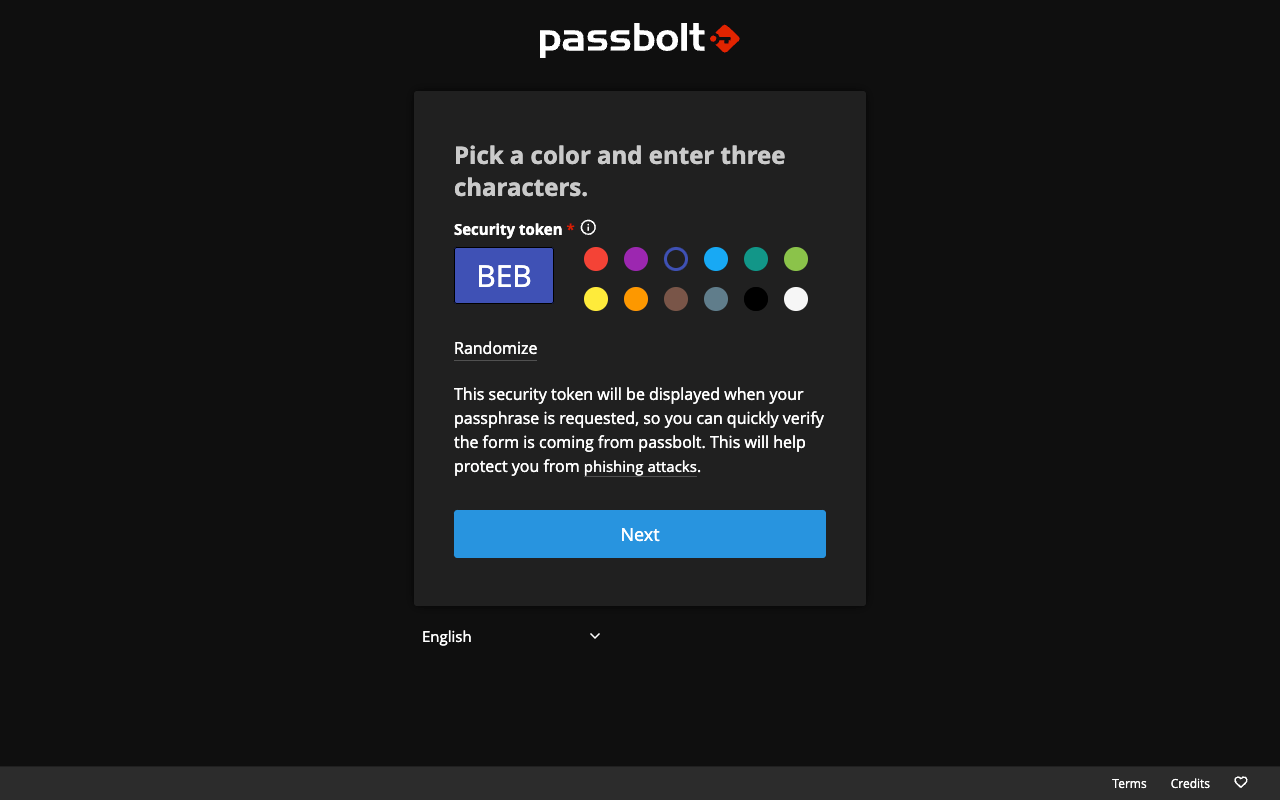 passbolt
Pick a color and enter three
characters.
Security token *
BEB
Randomize
This security token will be displayed when your
passphrase is requested, so you can quickly verify
the form is coming from passbolt. This will help
protect you from phishing attacks.
Next
English
Terms Credits